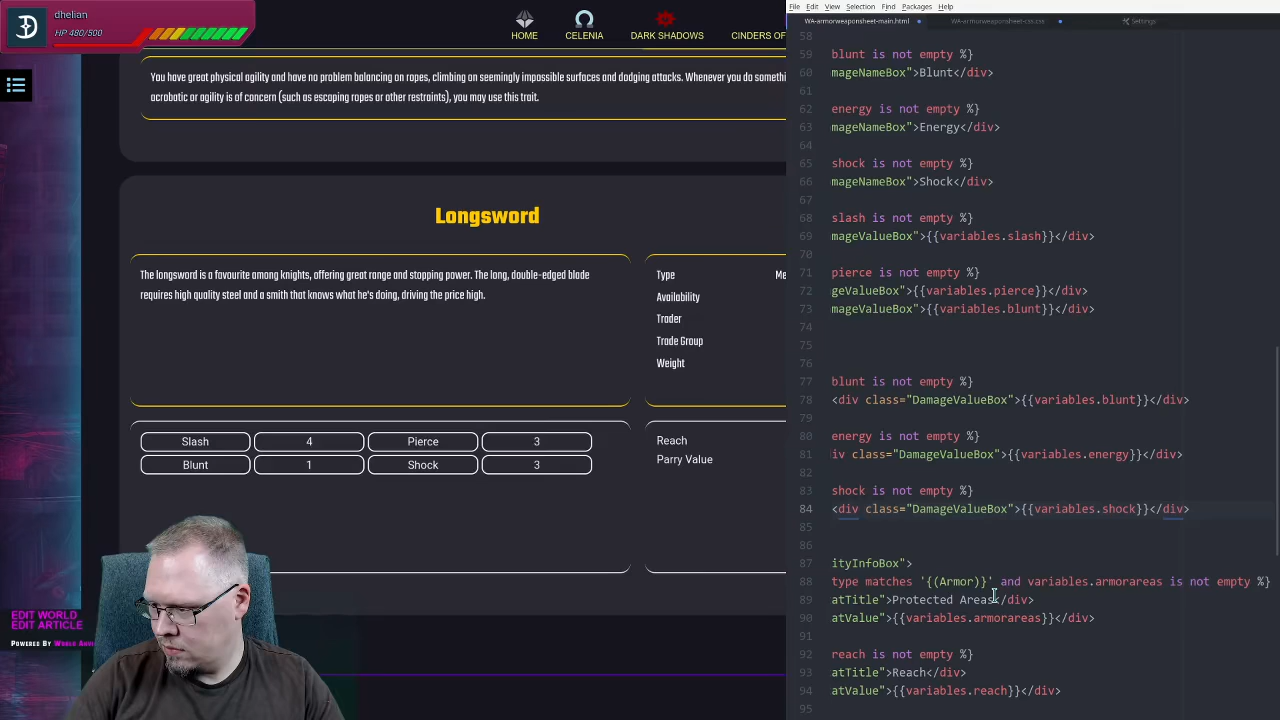 dhelian
HP 480/500
HOME
CELENIA
DARK SHADOWS
CINDERS OF
You have great physical agility and have no problem balancing on ropes, climbing on seemingly impossible surfaces and dodging attacks. Whenever you do somethi
acrobatic or agility is of concern (such as escaping ropes or other restraints), you may use this trait.
Longsword
The longsword is a favourite among knights, offering great range and stopping power. The long, double-edged blade
requires high quality steel and a smith that knows what he's doing, driving the price high.
Type Me
Availability
Trader
Trade Group
Weight
Slash 4 Pierce 3
Blunt 1 Shock 3
Reach
Parry Value
EDIT WORLD
EDIT ARTICLE
POWERED BY WORLD
File Edit View Selection Find Packages Help
WA-armorweaponsheet-main.html WA-armorweaponsheet-css.css Settings
58
59 blunt is not empty %}
60 mageNameBox">Blunt</div>
61
62 energy is not empty %}
63 mageNameBox">Energy</div>
64
65 shock is not empty %}
66 mageNameBox">Shock</div>
67
68 slash is not empty %}
69 mageValueBox">{{variables.slash}}</div>
70
71 pierce is not empty %}
72 geValueBox">{{variables.pierce}}</div>
73 mageValueBox">{{variables.blunt}}</div>
74
75
76
77 blunt is not empty %}
78 <div class="DamageValueBox">{{variables.blunt}}</div>
79
80 energy is not empty %}
81 iv class="DamageValueBox">{{variables.energy}}</div>
82
83 shock is not empty %}
84 <div class="DamageValueBox">{{variables.shock}}</div>
85
86
87 ityInfoBox">
88 type matches '{(Armor)}' and variables.armorareas is not empty %}
89 atTitle">Protected Areas</div>
90 atValue">{{variables.armorareas}}</div>
91
92 reach is not empty %}
93 atTitle">Reach</div>
94 atValue">{{variables.reach}}</div>
95